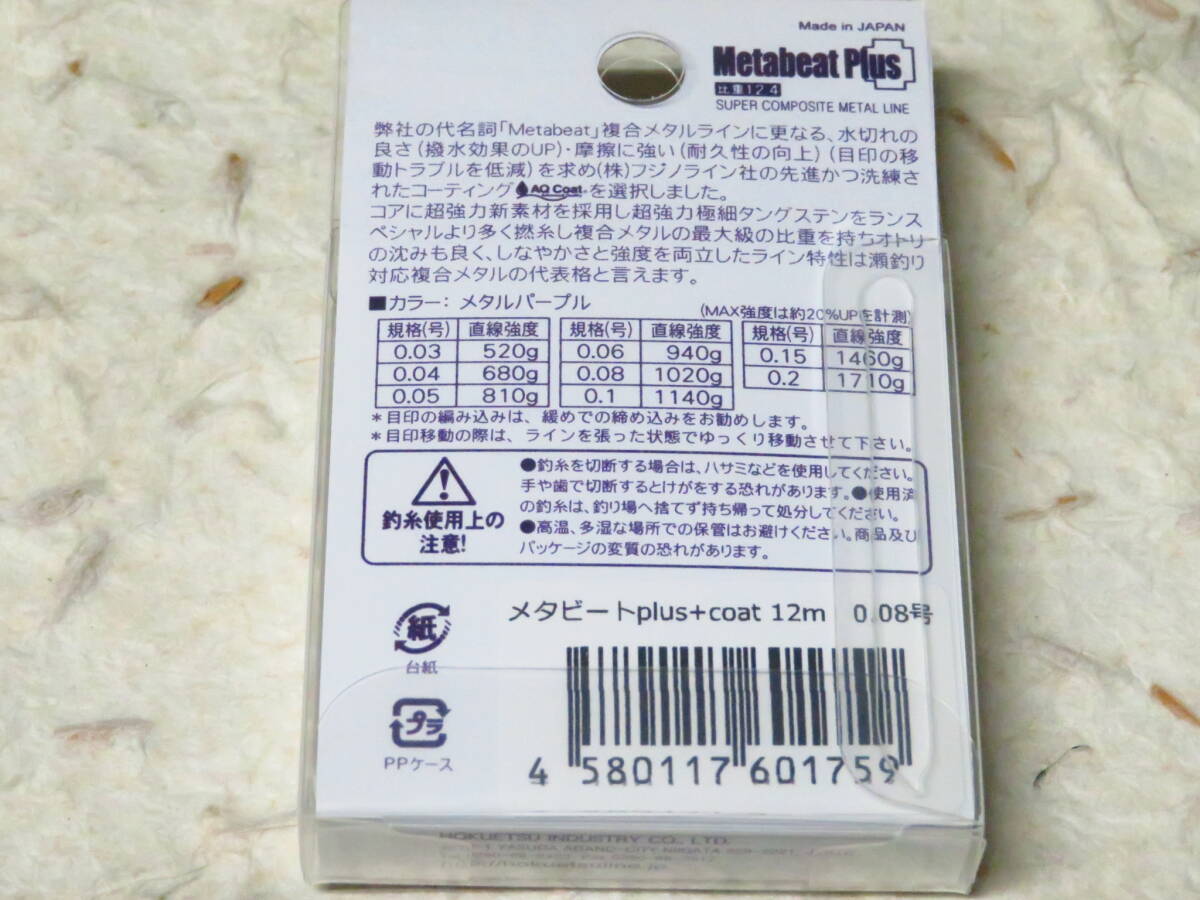 Made in JAPAN
Metabeat Plus
比重12.4
SUPER COMPOSITE METAL LINE
弊社の代名詞「Metabeat」複合メタルラインに更なる、水切れの
良さ(撥水効果のUP)・摩擦に強い(耐久性の向上)(目印の移
動トラブルを低減)を求め(株)フジノライン社の先進かつ洗練さ
れたコーティング AQ Coat を選択しました。
コアに超強力新素材を採用し超強力極細タングステンをランス
ペシャルより多く撚糸し複合メタルの最大級の比重を持ちオトリ
の沈みも良く、しなやかさと強度を両立したライン特性は瀬釣り
対応複合メタルの代表格と言えます。
■カラー: メタルパープル
(MAX強度は約20%UPを計測)
規格(号) 直線強度 規格(号) 直線強度 規格(号) 直線強度
0.03 520g 0.06 940g 0.15 1460g
0.04 680g 0.08 1020g 0.2 1710g
0.05 810g 0.1 1140g
*目印の編み込みは、緩めでの締め込みをお勧めします。
*目印移動の際は、ラインを張った状態でゆっくり移動させて下さい。
釣糸使用上の
注意!
●釣糸を切断する場合は、ハサミなどを使用してください。
手や歯で切断するとけがをする恐れがあります。●使用済
の釣糸は、釣り場へ捨てず持ち帰って処分してください。
●高温、多湿な場所での保管はお避けください。商品及び
パッケージの変質の恐れがあります。
メタビートplus+coat 12m 0.08号
紙
台紙
プラ
PPケース
4 580117 601759
HOKUETSU INDUSTRY CO., LTD.